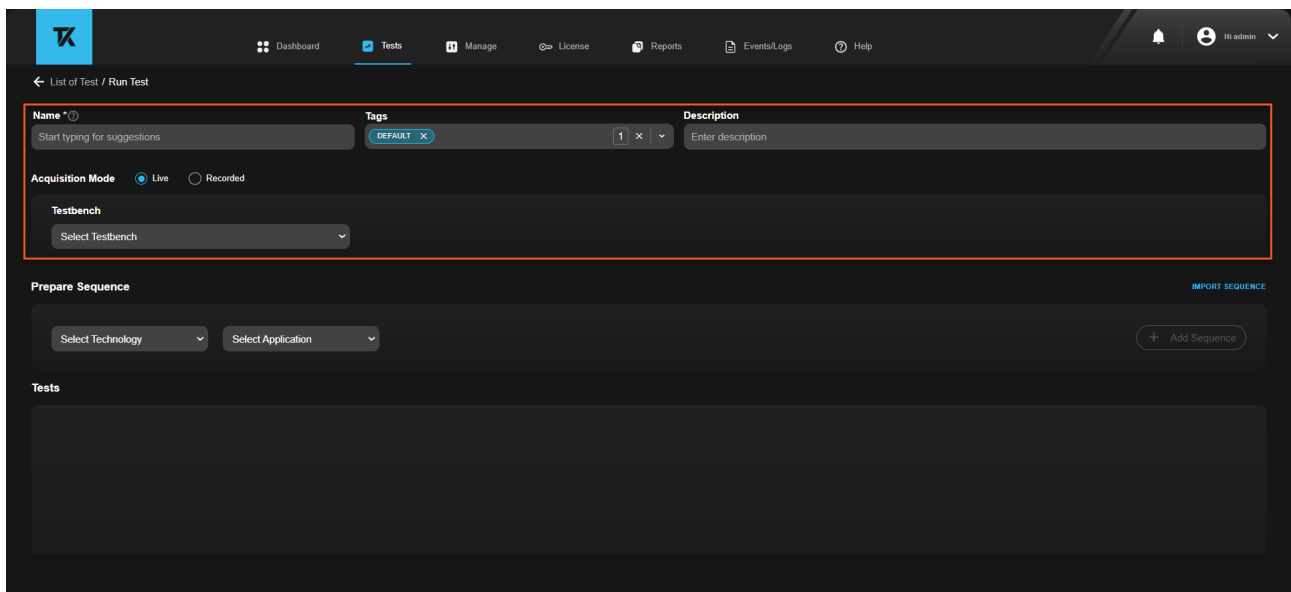 TK
Dashboard Tests Manage License Reports Events/Logs Help Hi admin
List of Test / Run Test
Name * Tags Description
Start typing for suggestions DEFAULT 1 Enter description
Acquisition Mode Live Recorded
Testbench
Select Testbench
Prepare Sequence IMPORT SEQUENCE
Select Technology Select Application + Add Sequence
Tests